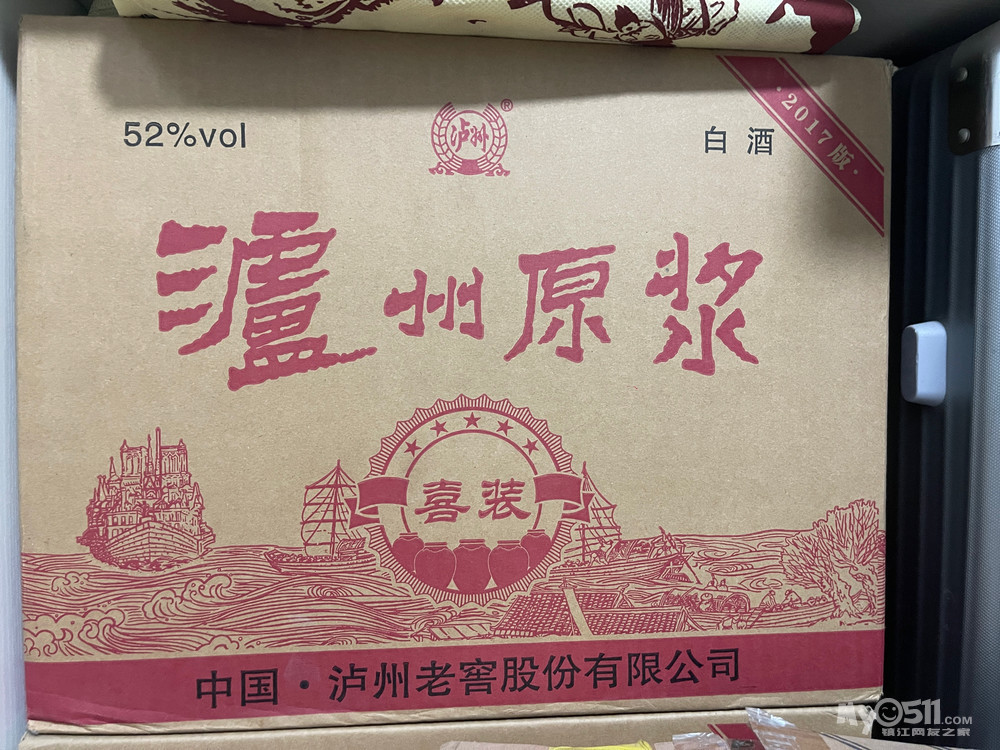 52%vol
泸州
®
白酒
·2017版·
瀘州原浆
喜装
中国·泸州老窖股份有限公司
My0511.COM
镇江网友之家